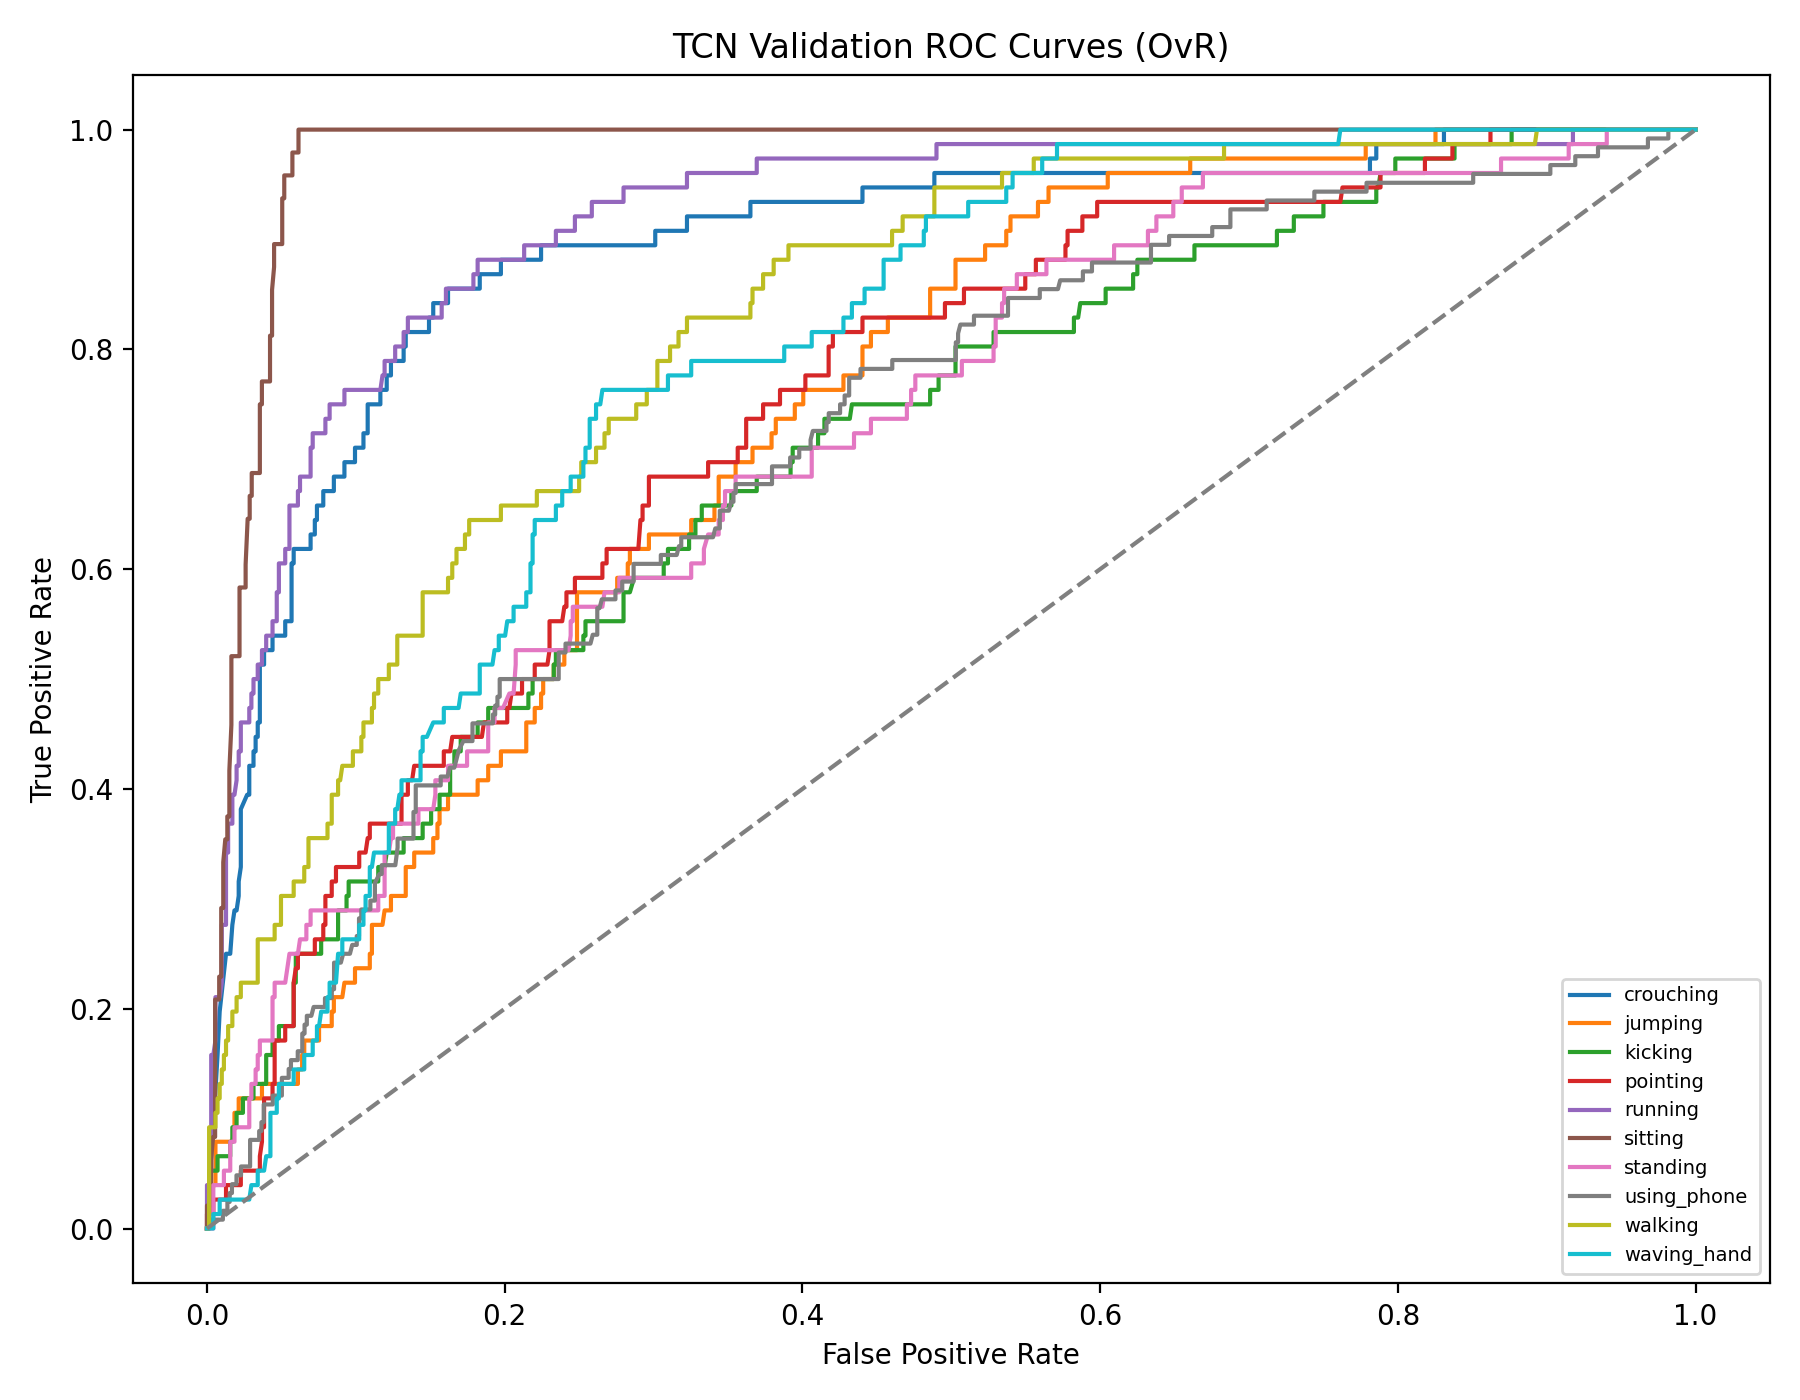 TCN Validation ROC Curves (OvR)
True Positive Rate
1.0
0.8
0.6
0.4
0.2
0.0
0.0 0.2 0.4 0.6 0.8 1.0
False Positive Rate
crouching
jumping
kicking
pointing
running
sitting
standing
using_phone
walking
waving_hand